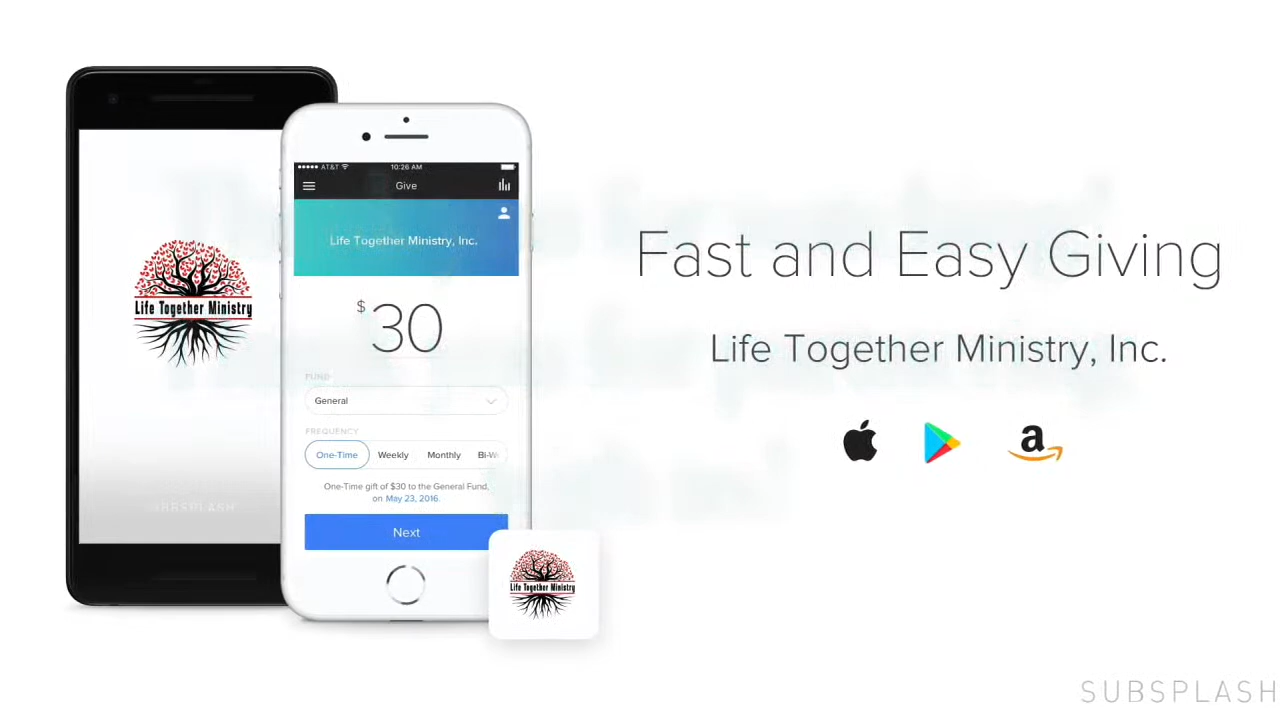 Life Together Ministry
SUBSPLASH
AT&T 10:26 AM
Give
Life Together Ministry, Inc.
$30
FUND
General
FREQUENCY
One-Time Weekly Monthly
One-Time gift of $30 to the General Fund,
on May 23, 2016.
Next
Life Together Ministry
Fast and Easy Giving
Life Together Ministry, Inc.
a
SUBSPLASH